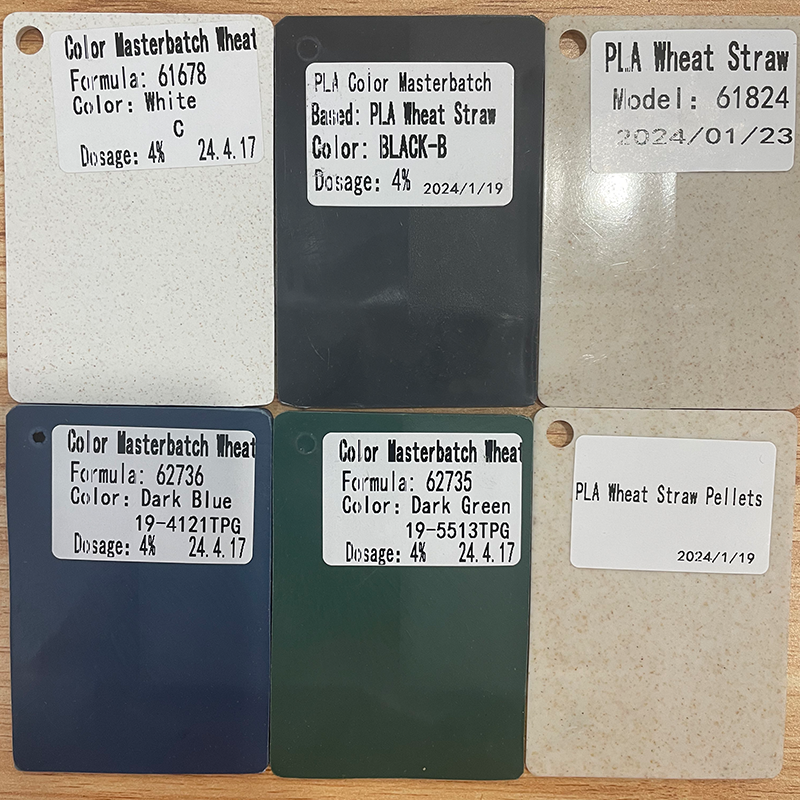 Color Masterbatch Wheat
Formula: 61678
Color: White
C
Dosage: 4% 24.4.17
PLA Color Masterbatch
Based: PLA Wheat Straw
Color: BLACK-B
Dosage: 4% 2024/1/19
PLA Wheat Straw
Model: 61824
2024/01/23
Color Masterbatch Wheat
Formula: 62736
Color: Dark Blue
19-4121TPG
Dosage: 4% 24.4.17
Color Masterbatch Wheat
Formula: 62735
Color: Dark Green
19-5513TPG
Dosage: 4% 24.4.17
PLA Wheat Straw Pellets
2024/1/19